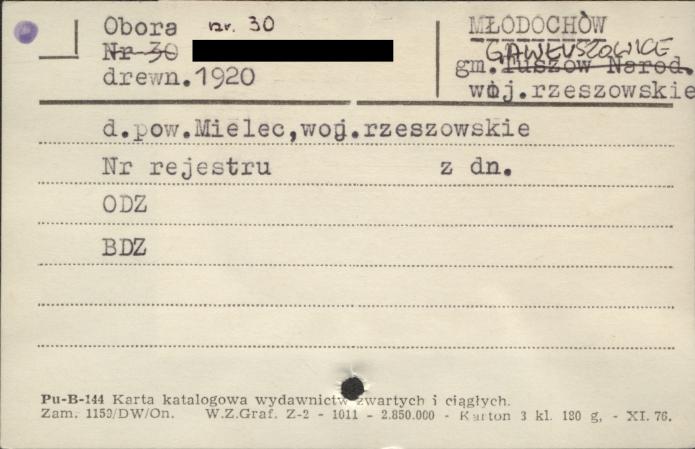 Obora nr. 30
Nr 30
drewn.1920
MŁODOCHÓW
GAWŁUSZOWICE
gm.Tuszów Narod.
woj.rzeszowskie
d.pow.Mielec,woj.rzeszowskie
Nr rejestru z dn.
ODZ
BDZ
Pu-B-144 Karta katalogowa wydawnictw zwartych i ciągłych.
Zam. 1153/DW/On. W.Z.Graf. Z-2 - 1011 - 2.850.000 - Karton 3 kl. 180 g, - XI. 76.